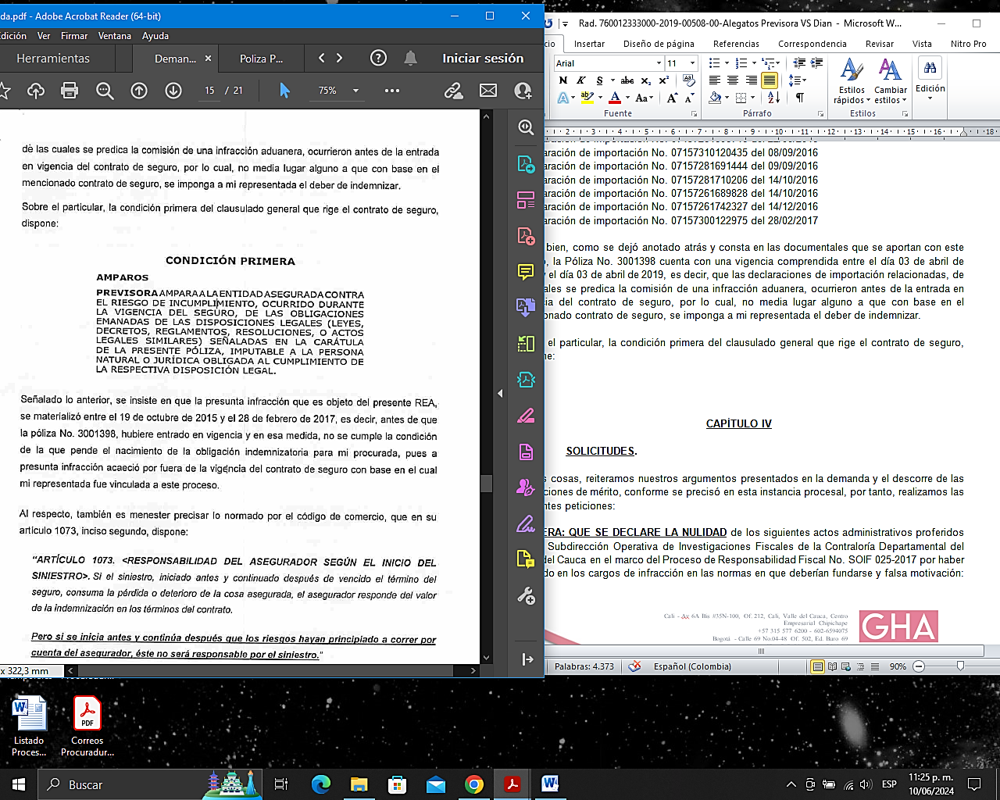 da.pdf - Adobe Acrobat Reader (64-bit)
Edición Ver Firmar Ventana Ayuda
Herramientas
Deman...
Poliza P...
Iniciar sesión
15 / 21
75%
de las cuales se predica la comisión de una infracción aduanera, ocurrieron antes de la entrada
en vigencia del contrato de seguro, por lo cual, no media lugar alguno a que con base en el
mencionado contrato de seguro, se imponga a mi representada el deber de indemnizar.
Sobre el particular, la condición primera del clausulado general que rige el contrato de seguro,
dispone:
CONDICIÓN PRIMERA
AMPAROS
PREVISORA AMPARA A LA ENTIDAD ASEGURADA CONTRA
EL RIESGO DE INCUMPLIMIENTO, OCURRIDO DURANTE
LA VIGENCIA DEL SEGURO, DE LAS OBLIGACIONES
EMANADAS DE LAS DISPOSICIONES LEGALES (LEYES,
DECRETOS, REGLAMENTOS, RESOLUCIONES, O ACTOS
LEGALES SIMILARES) SEÑALADAS EN LA CARÁTULA
DE LA PRESENTE PÓLIZA, IMPUTABLE A LA PERSONA
NATURAL O JURÍDICA OBLIGADA AL CUMPLIMIENTO DE
LA RESPECTIVA DISPOSICIÓN LEGAL.
Señalado lo anterior, se insiste en que la presunta infracción que es objeto del presente REA,
se materializó entre el 19 de octubre de 2015 y el 28 de febrero de 2017, es decir, antes de que
la póliza No. 3001398, hubiere entrado en vigencia y en esa medida, no se cumple la condición
de la que pende el nacimiento de la obligación indemnizatoria para mi procurada, pues a
presunta infracción acaeció por fuera de la vigencia del contrato de seguro con base en el cual
mi representada fue vinculada a este proceso.
Al respecto, también es menester precisar lo normado por el código de comercio, que en su
artículo 1073, inciso segundo, dispone:
"ARTÍCULO 1073. <RESPONSABILIDAD DEL ASEGURADOR SEGÚN EL INICIO DEL
SINIESTRO>. Si el siniestro, iniciado antes y continuado después de vencido el término del
seguro, consuma la pérdida o deterioro de la cosa asegurada, el asegurador responde del valor
de la indemnización en los términos del contrato.
Pero si se inicia antes y continúa después que los riesgos hayan principiado a correr por
cuenta del asegurador, éste no será responsable por el siniestro."
x 322,3 mm
Rad. 760012333000-2019-00508-00-Alegatos Previsora VS Dian - Microsoft W...
cio Insertar Diseño de página Referencias Correspondencia Revisar Vista Nitro Pro
Arial 11
N K S abc x₂ x²
A ab A Aa A A
Fuente
Párrafo
Estilos rápidos
Cambiar estilos
Estilos
Edición
2 3 4 5 6 7 8 9 10 11 12 13 14 15 16 18
aración de importación No. 07157310120435 del 08/09/2016
aración de importación No. 07157281691444 del 09/09/2016
aración de importación No. 07157281710206 del 14/10/2016
aración de importación No. 07157261689828 del 14/10/2016
aración de importación No. 07157261742327 del 14/12/2016
aración de importación No. 07157300122975 del 28/02/2017
bien, como se dejó anotado atrás y consta en las documentales que se aportan con este
, la Póliza No. 3001398 cuenta con una vigencia comprendida entre el día 03 de abril de
y el día 03 de abril de 2019, es decir, que las declaraciones de importación relacionadas, de
ales se predica la comisión de una infracción aduanera, ocurrieron antes de la entrada en
ia del contrato de seguro, por lo cual, no media lugar alguno a que con base en el
onado contrato de seguro, se imponga a mi representada el deber de indemnizar.
el particular, la condición primera del clausulado general que rige el contrato de seguro,
ne:
CAPÍTULO IV
SOLICITUDES.
s cosas, reiteramos nuestros argumentos presentados en la demanda y el descorre de las
ciones de mérito, conforme se precisó en esta instancia procesal, por tanto, realizamos las
ntes peticiones:
ERA: QUE SE DECLARE LA NULIDAD de los siguientes actos administrativos proferidos
Subdirección Operativa de Investigaciones Fiscales de la Contraloría Departamental del
del Cauca en el marco del Proceso de Responsabilidad Fiscal No. SOIF 025-2017 por haber
do en los cargos de infracción en las normas en que deberían fundarse y falsa motivación:
Cali - Av 6A Bis #35N-100, Of. 212, Cali, Valle del Cauca, Centro
Empresarial Chipichape
+57 315 577 6200 - 602-6594075
Bogotá - Calle 69 No.04-48 Of. 502, Ed. Buro 69
GHA
Palabras: 4.373
Español (Colombia)
90%
Listado
Proces...
Correos
Procuradur...
Buscar
ESP
11:25 p. m.
10/06/2024